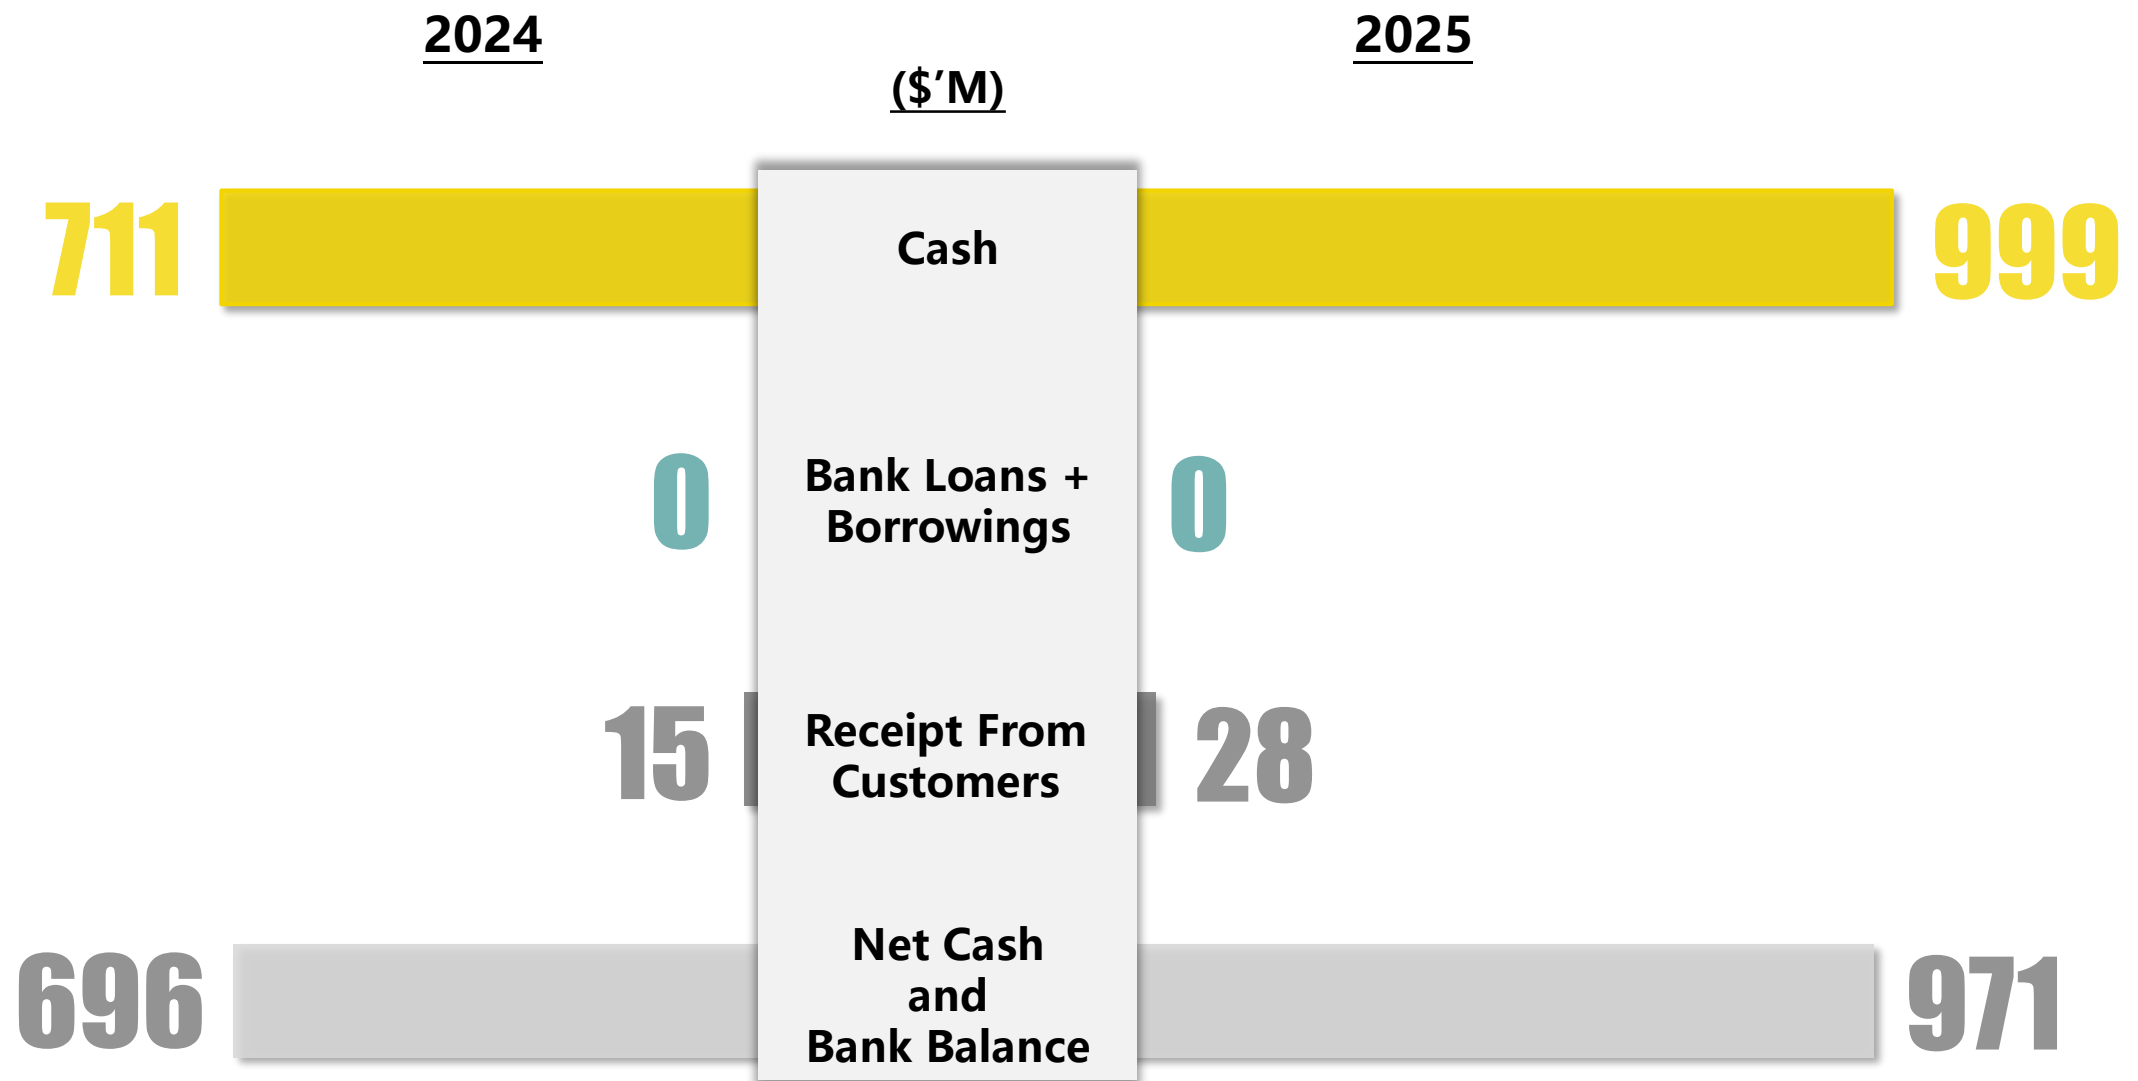 2024
2025
($’M)
711
Cash
999
0
Bank Loans +
Borrowings
0
15
Receipt From
Customers
28
696
Net Cash
and
Bank Balance
971